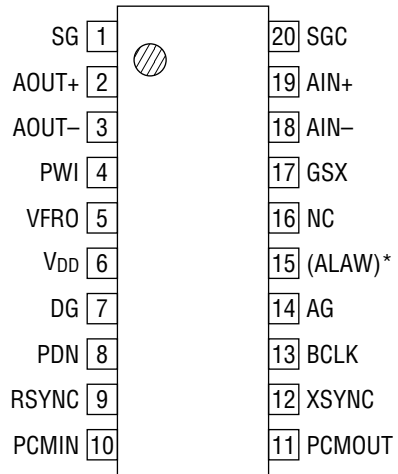 SG 1 20 SGC
AOUT+ 2 19 AIN+
AOUT– 3 18 AIN–
PWI 4 17 GSX
VFRO 5 16 NC
VDD 6 15 (ALAW)*
DG 7 14 AG
PDN 8 13 BCLK
RSYNC 9 12 XSYNC
PCMIN 10 11 PCMOUT